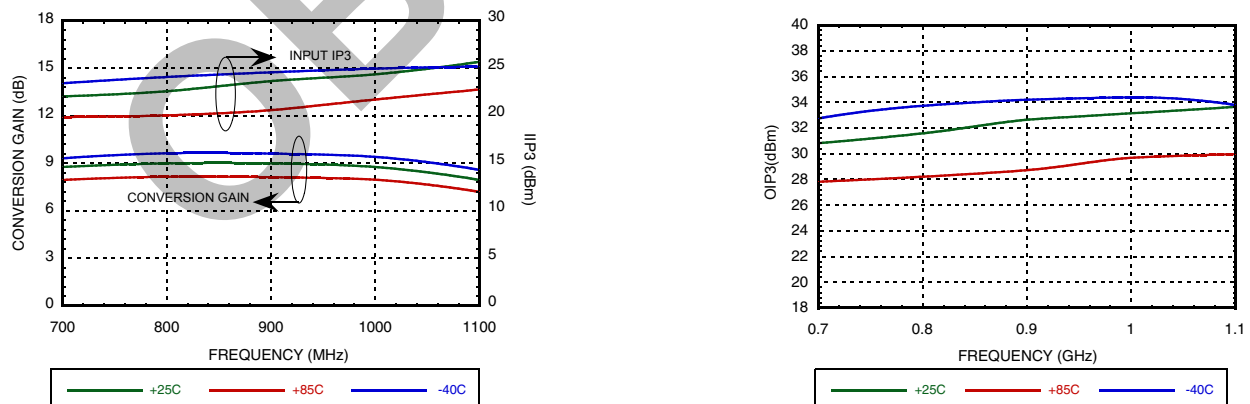 18
15
12
9
6
3
0
CONVERSION GAIN (dB)
30
25
20
15
10
5
0
IIP3 (dBm)
INPUT IP3
CONVERSION GAIN
700 800 900 1000 1100
FREQUENCY (MHz)
+25C +85C -40C
40
38
36
34
32
30
28
26
24
22
20
18
OIP3(dBm)
0.7 0.8 0.9 1 1.1
FREQUENCY (GHz)
+25C +85C -40C